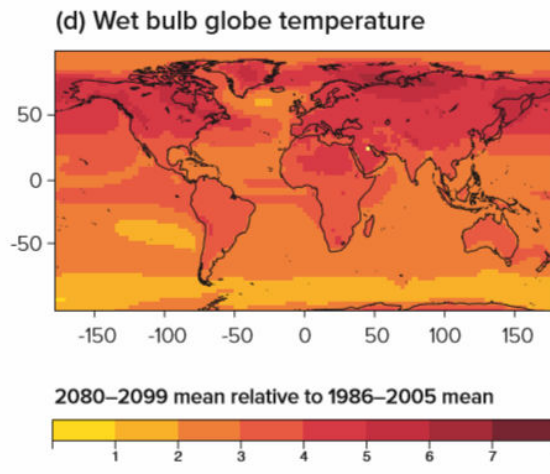 (d) Wet bulb globe temperature
50
0
-50
-150 -100 -50 0 50 100 150
2080–2099 mean relative to 1986–2005 mean
1 2 3 4 5 6 7